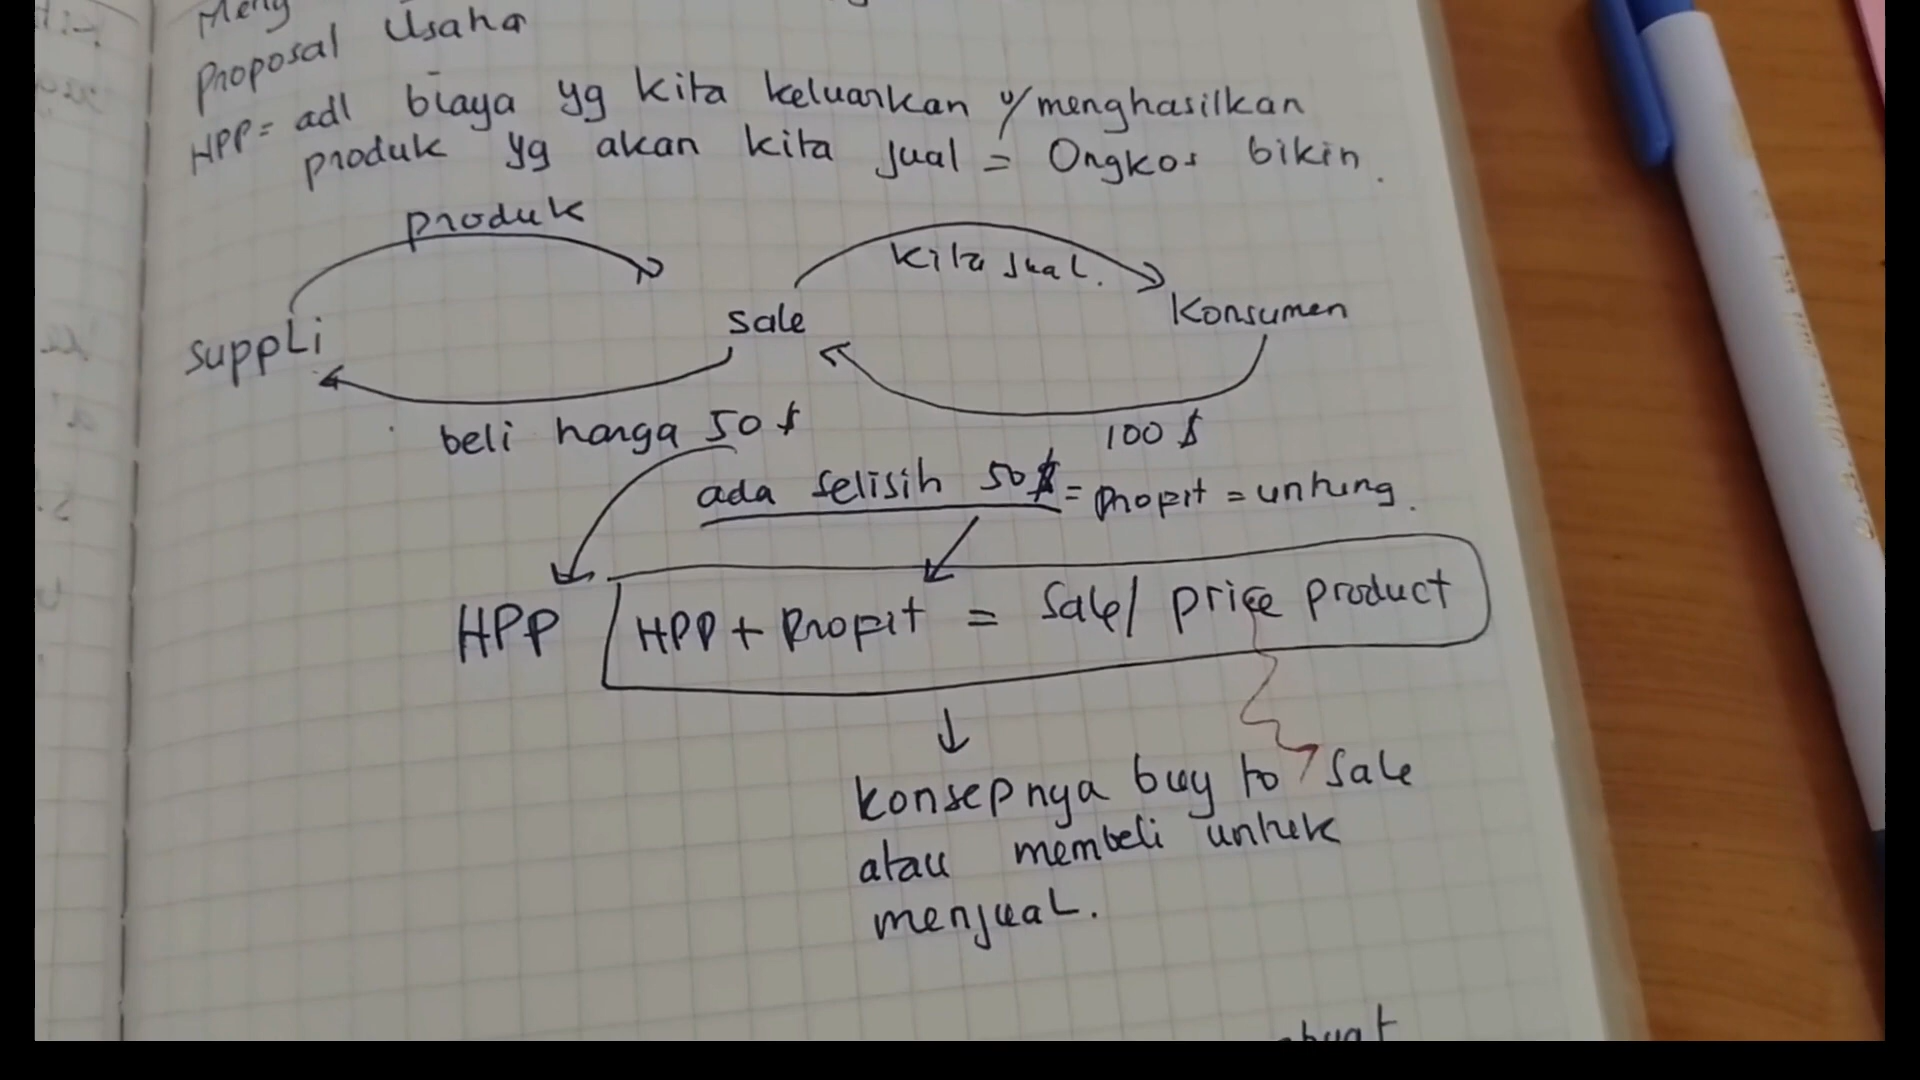 Meng
Proposal Usaha
HPP = adl biaya yg kita keluarkan u/ menghasilkan
produk yg akan kita jual = Ongkos bikin.
produk
kita jual.
suppLi
sale
Konsumen
beli harga 50 $
100 $
ada selisih 50$ = propit = untung.
HPP
HPP + Propit = Sale/ price product
konsepnya buy to sale
atau membeli untuk
menjual.
buat